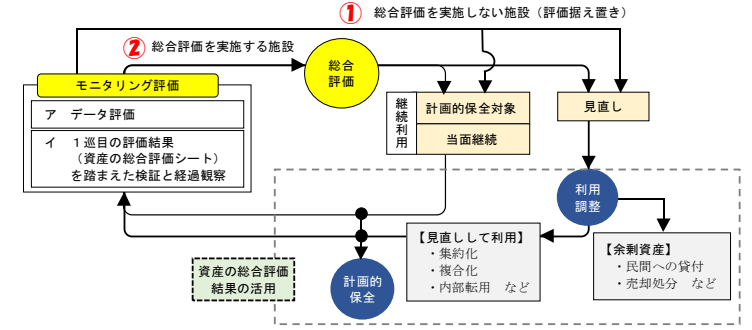 ① 総合評価を実施しない施設（評価据え置き）
② 総合評価を実施する施設
総合
評価
モニタリング評価
ア データ評価
イ １巡目の評価結果
（資産の総合評価シート）
を踏まえた検証と経過観察
継続利用
計画的保全対象
当面継続
見直し
利用
調整
【見直しして利用】
・集約化
・複合化
・内部転用 など
【余剰資産】
・民間への貸付
・売却処分 など
資産の総合評価
結果の活用
計画的
保全